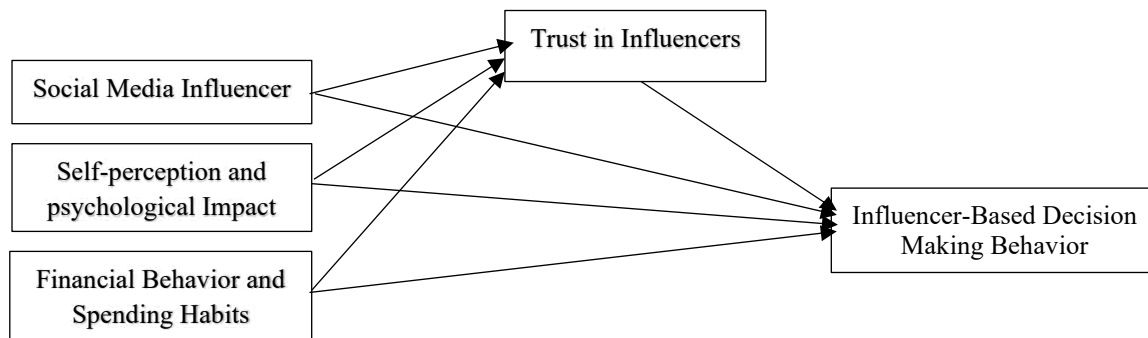 Trust in Influencers
Social Media Influencer
Self-perception and
psychological Impact
Influencer-Based Decision
Making Behavior
Financial Behavior and
Spending Habits